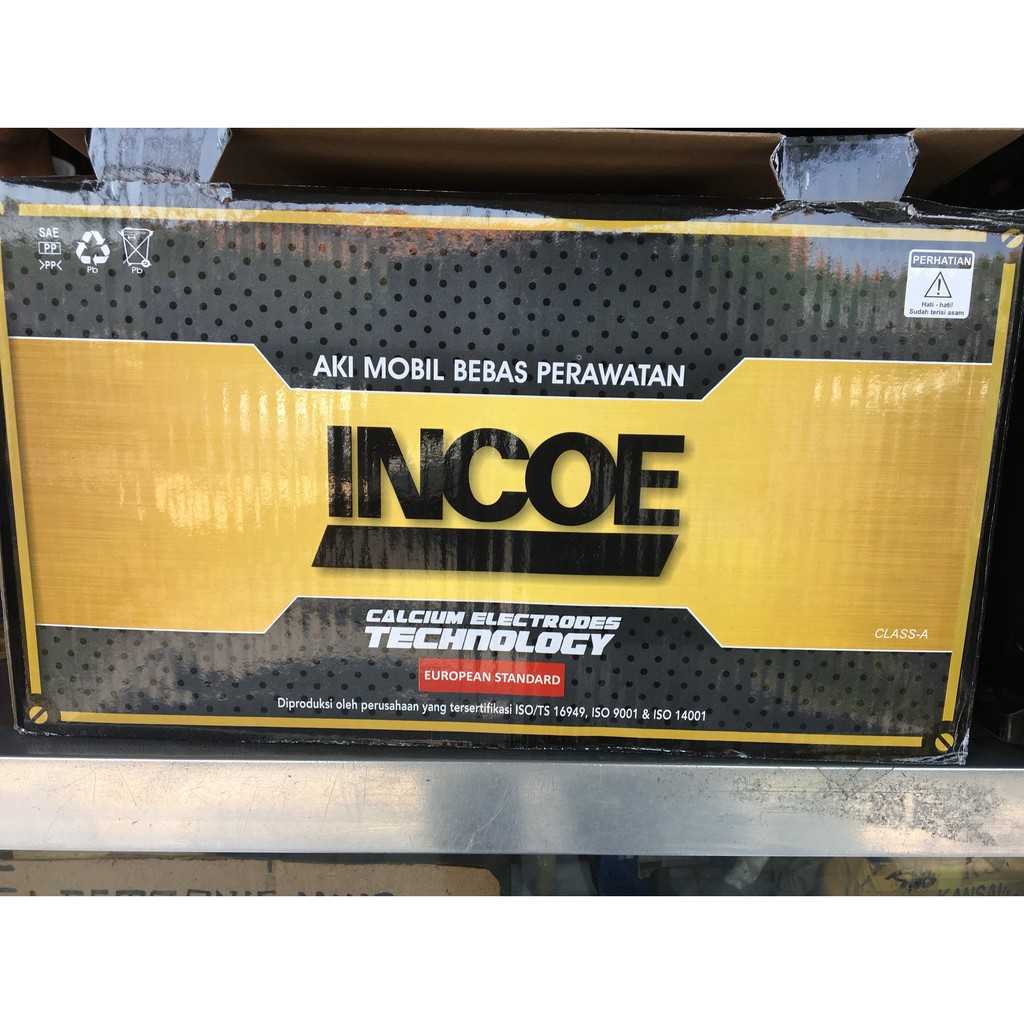 SAE
PP
>PP<
Pb
Pb
PERHATIAN
Hati - hati!
Sudah terisi asam
AKI MOBIL BEBAS PERAWATAN
INCOE
CALCIUM ELECTRODES
TECHNOLOGY
CLASS-A
EUROPEAN STANDARD
Diproduksi oleh perusahaan yang tersertifikasi ISO/TS 16949, ISO 9001 & ISO 14001